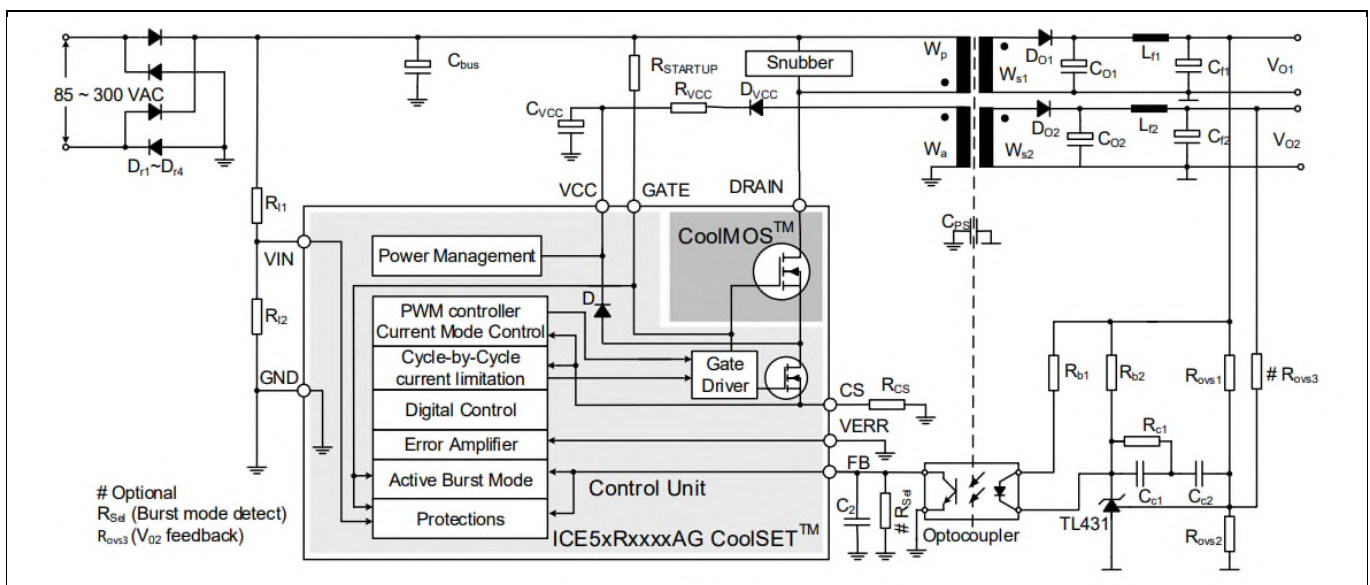 85 ~ 300 VAC
Dr1~Dr4
Cbus
RSTARTUP
Snubber
Wp
Ws1
DO1
CO1
Lf1
Cf1
VO1
CVCC
RVCC
DVCC
Wa
Ws2
DO2
CO2
Lf2
Cf2
VO2
RI1
VIN
RI2
GND
VCC
GATE
DRAIN
CoolMOS™
CPS
Power Management
D
PWM controller
Current Mode Control
Cycle-by-Cycle
current limitation
Digital Control
Error Amplifier
Active Burst Mode
Protections
Gate
Driver
CS
RCS
VERR
FB
Control Unit
ICE5xRxxxxAG CoolSET™
C2
# RSel
Optocoupler
Rb1
Rb2
Rovs1
# Rovs3
Rc1
Cc1
Cc2
TL431
Rovs2
# Optional
RSel (Burst mode detect)
Rovs3 (V02 feedback)